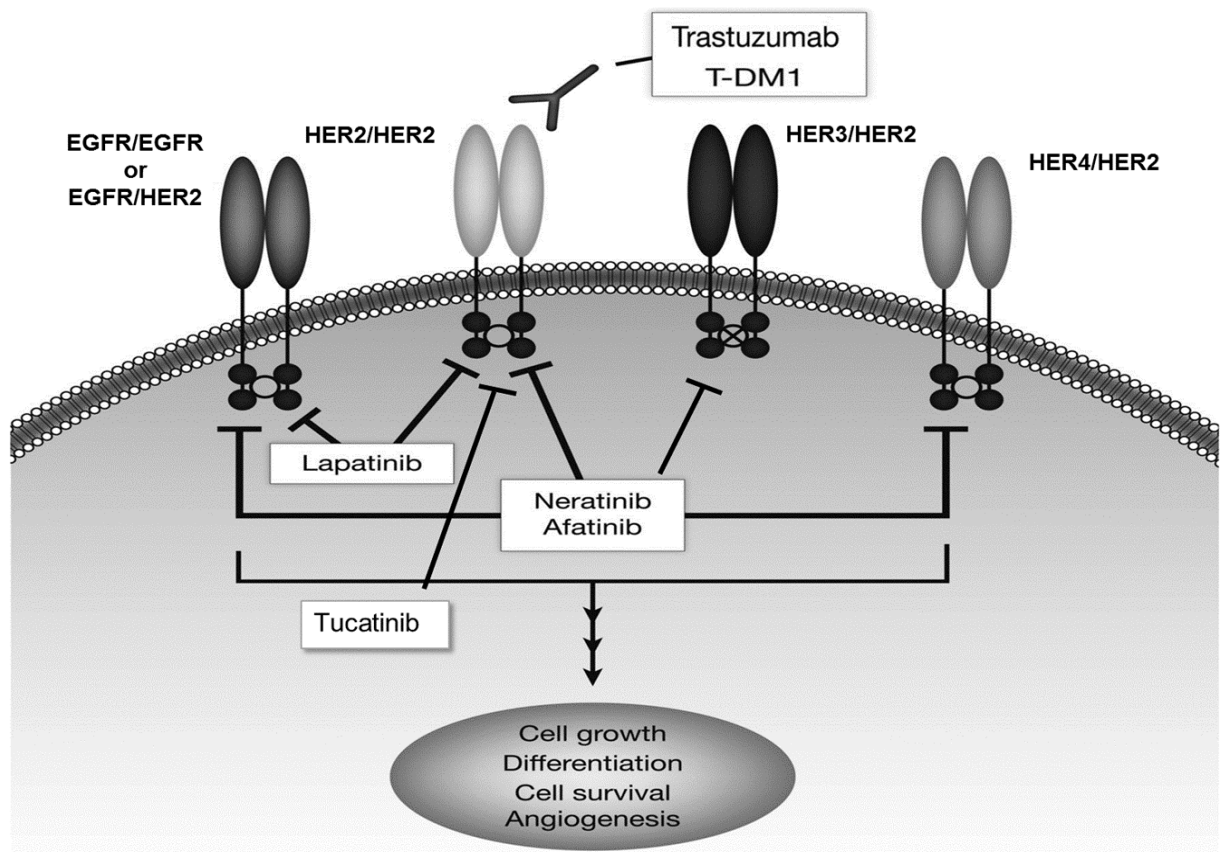 Trastuzumab
T-DM1
EGFR/EGFR
or
EGFR/HER2
HER2/HER2
HER3/HER2
HER4/HER2
Lapatinib
Neratinib
Afatinib
Tucatinib
Cell growth
Differentiation
Cell survival
Angiogenesis